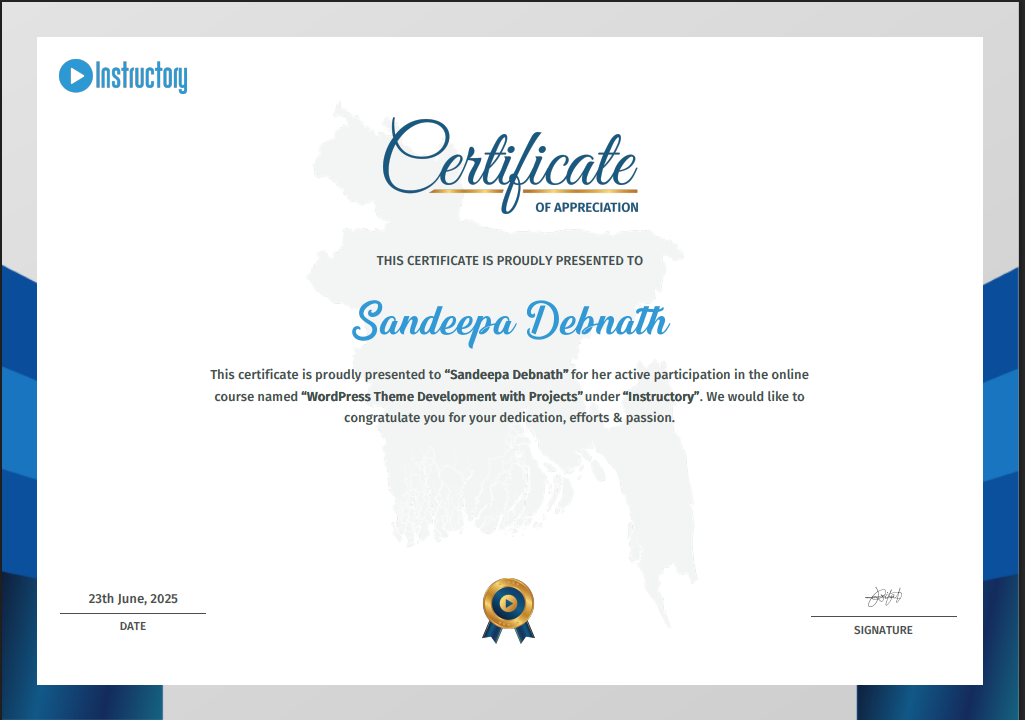 Instructory
Certificate
OF APPRECIATION
THIS CERTIFICATE IS PROUDLY PRESENTED TO
Sandeepa Debnath
This certificate is proudly presented to “Sandeepa Debnath” for her active participation in the online
course named “WordPress Theme Development with Projects” under “Instructory”. We would like to
congratulate you for your dedication, efforts & passion.
23th June, 2025
DATE
SIGNATURE